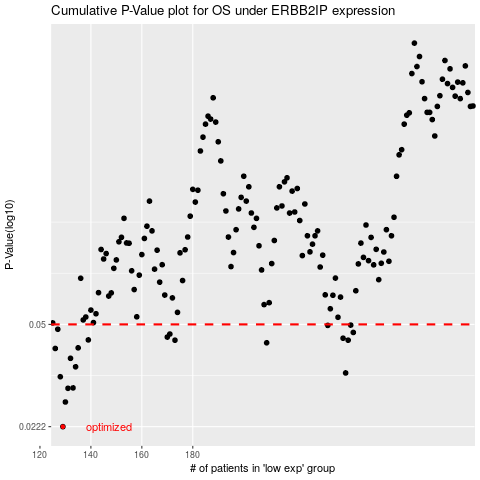 Cumulative P-Value plot for OS under ERBB2IP expression
P-Value(log10)
0.05
0.0222
optimized
120 140 160 180
# of patients in 'low exp' group